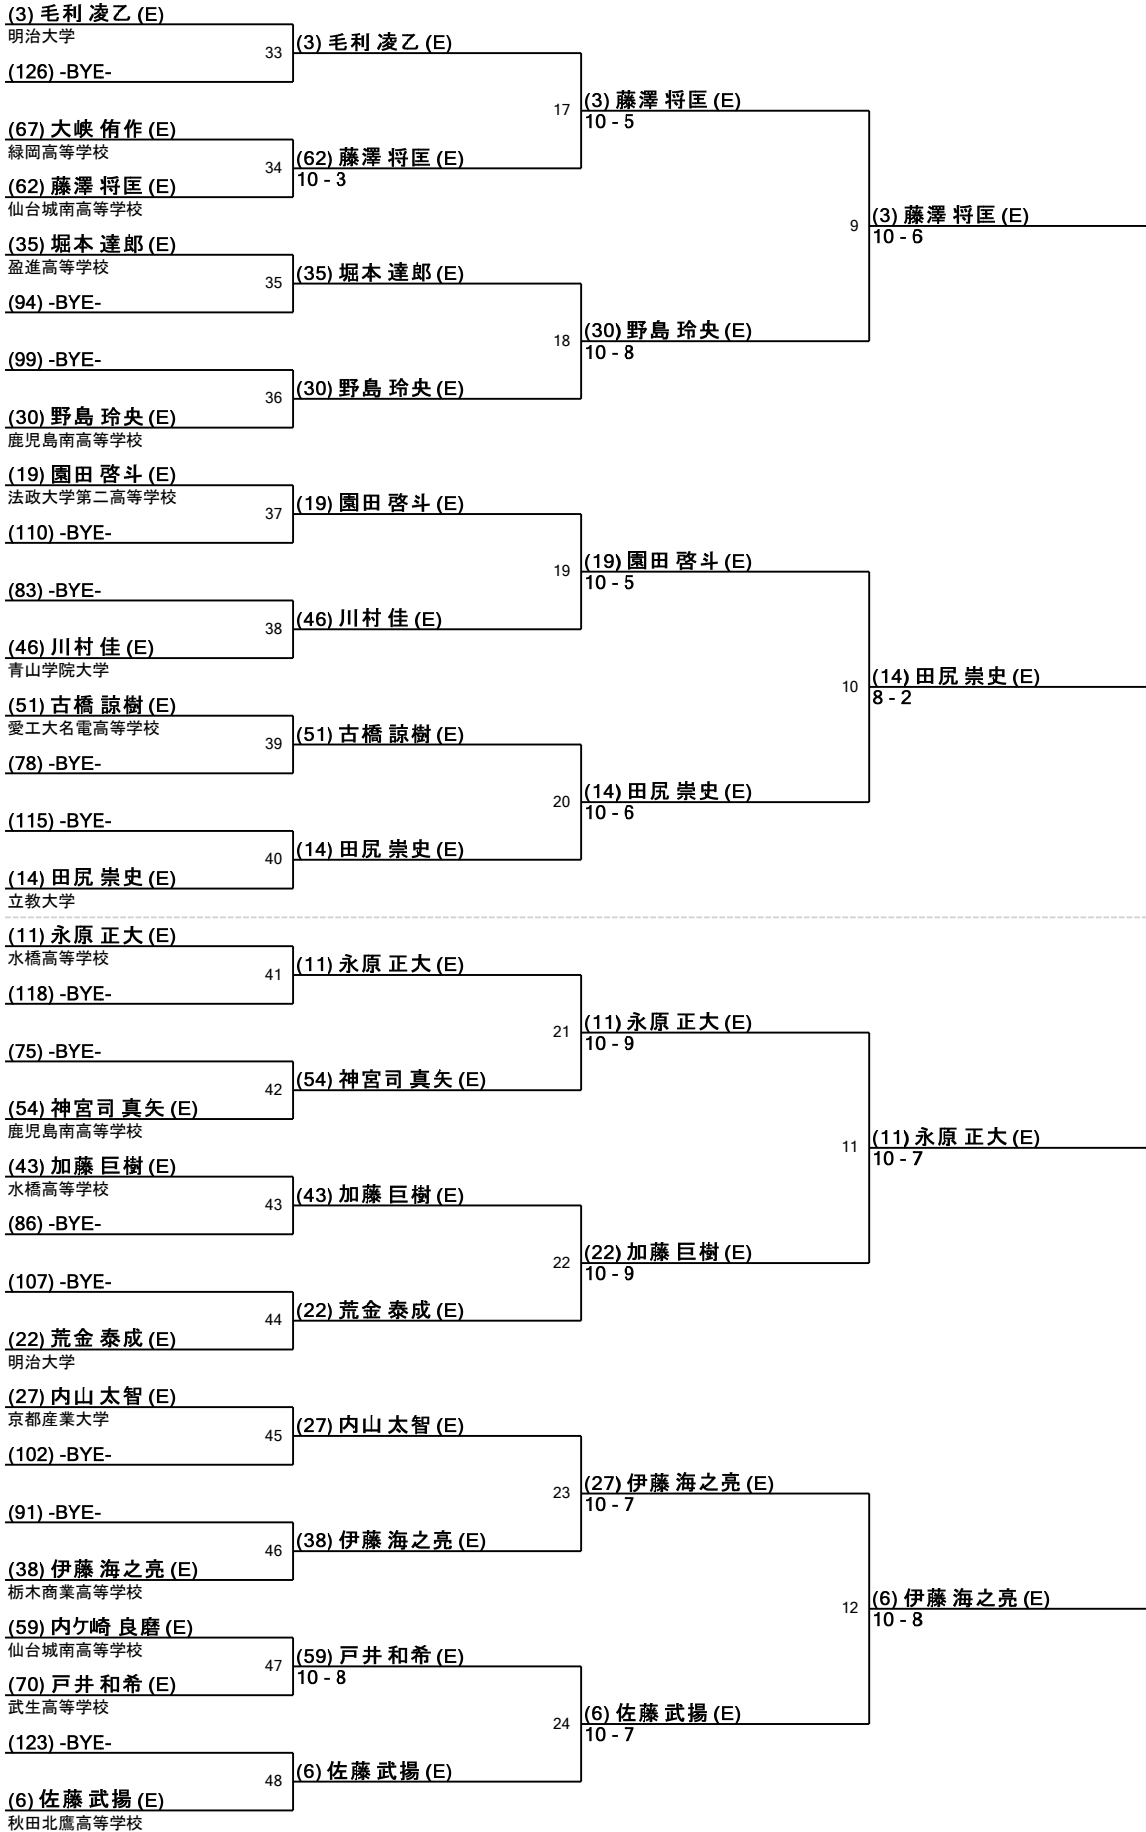 (3) 毛利 凌乙 (E)
明治大学
33
(3) 毛利 凌乙 (E)
(126) -BYE-
17
(3) 藤澤 将匡 (E)
10 - 5
(67) 大峡 侑作 (E)
緑岡高等学校
34
(62) 藤澤 将匡 (E)
10 - 3
(62) 藤澤 将匡 (E)
仙台城南高等学校
9
(3) 藤澤 将匡 (E)
10 - 6
(35) 堀本 達郎 (E)
盈進高等学校
35
(35) 堀本 達郎 (E)
(94) -BYE-
18
(30) 野島 玲央 (E)
10 - 8
(99) -BYE-
36
(30) 野島 玲央 (E)
(30) 野島 玲央 (E)
鹿児島南高等学校
(19) 園田 啓斗 (E)
法政大学第二高等学校
37
(19) 園田 啓斗 (E)
(110) -BYE-
19
(19) 園田 啓斗 (E)
10 - 5
(83) -BYE-
38
(46) 川村 佳 (E)
(46) 川村 佳 (E)
青山学院大学
10
(14) 田尻 崇史 (E)
8 - 2
(51) 古橋 諒樹 (E)
愛工大名電高等学校
39
(51) 古橋 諒樹 (E)
(78) -BYE-
20
(14) 田尻 崇史 (E)
10 - 6
(115) -BYE-
40
(14) 田尻 崇史 (E)
(14) 田尻 崇史 (E)
立教大学
(11) 永原 正大 (E)
水橋高等学校
41
(11) 永原 正大 (E)
(118) -BYE-
21
(11) 永原 正大 (E)
10 - 9
(75) -BYE-
42
(54) 神宮司 真矢 (E)
(54) 神宮司 真矢 (E)
鹿児島南高等学校
11
(11) 永原 正大 (E)
10 - 7
(43) 加藤 巨樹 (E)
水橋高等学校
43
(43) 加藤 巨樹 (E)
(86) -BYE-
22
(22) 加藤 巨樹 (E)
10 - 9
(107) -BYE-
44
(22) 荒金 泰成 (E)
(22) 荒金 泰成 (E)
明治大学
(27) 内山 太智 (E)
京都産業大学
45
(27) 内山 太智 (E)
(102) -BYE-
23
(27) 伊藤 海之亮 (E)
10 - 7
(91) -BYE-
46
(38) 伊藤 海之亮 (E)
(38) 伊藤 海之亮 (E)
栃木商業高等学校
12
(6) 伊藤 海之亮 (E)
10 - 8
(59) 内ケ崎 良磨 (E)
仙台城南高等学校
47
(59) 戸井 和希 (E)
10 - 8
(70) 戸井 和希 (E)
武生高等学校
24
(6) 佐藤 武揚 (E)
10 - 7
(123) -BYE-
48
(6) 佐藤 武揚 (E)
(6) 佐藤 武揚 (E)
秋田北鷹高等学校